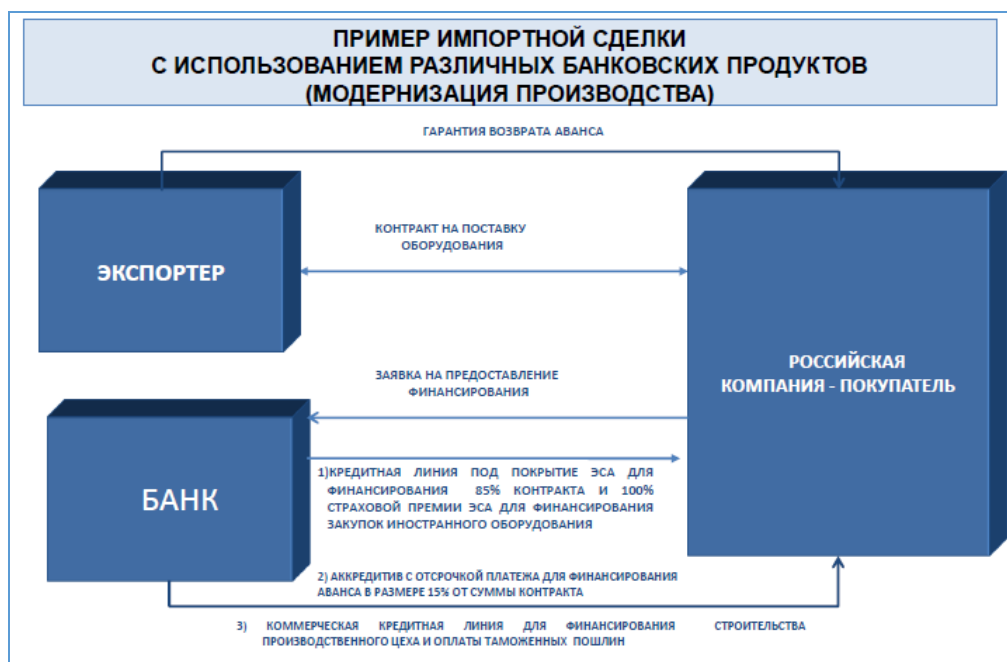 ПРИМЕР ИМПОРТНОЙ СДЕЛКИ
С ИСПОЛЬЗОВАНИЕМ РАЗЛИЧНЫХ БАНКОВСКИХ ПРОДУКТОВ
(МОДЕРНИЗАЦИЯ ПРОИЗВОДСТВА)
ГАРАНТИЯ ВОЗВРАТА АВАНСА
КОНТРАКТ НА ПОСТАВКУ
ОБОРУДОВАНИЯ
ЭКСПОРТЕР
РОССИЙСКАЯ
КОМПАНИЯ - ПОКУПАТЕЛЬ
ЗАЯВКА НА ПРЕДОСТАВЛЕНИЕ
ФИНАНСИРОВАНИЯ
БАНК
1)КРЕДИТНАЯ ЛИНИЯ ПОД ПОКРЫТИЕ ЭСА ДЛЯ
ФИНАНСИРОВАНИЯ 85% КОНТРАКТА И 100%
СТРАХОВОЙ ПРЕМИИ ЭСА ДЛЯ ФИНАНСИРОВАНИЯ
ЗАКУПОК ИНОСТРАННОГО ОБОРУДОВАНИЯ
2) АККРЕДИТИВ С ОТСРОЧКОЙ ПЛАТЕЖА ДЛЯ ФИНАНСИРОВАНИЯ
АВАНСА В РАЗМЕРЕ 15% ОТ СУММЫ КОНТРАКТА
3) КОММЕРЧЕСКАЯ КРЕДИТНАЯ ЛИНИЯ ДЛЯ ФИНАНСИРОВАНИЯ СТРОИТЕЛЬСТВА
ПРОИЗВОДСТВЕННОГО ЦЕХА И ОПЛАТЫ ТАМОЖЕННЫХ ПОШЛИН